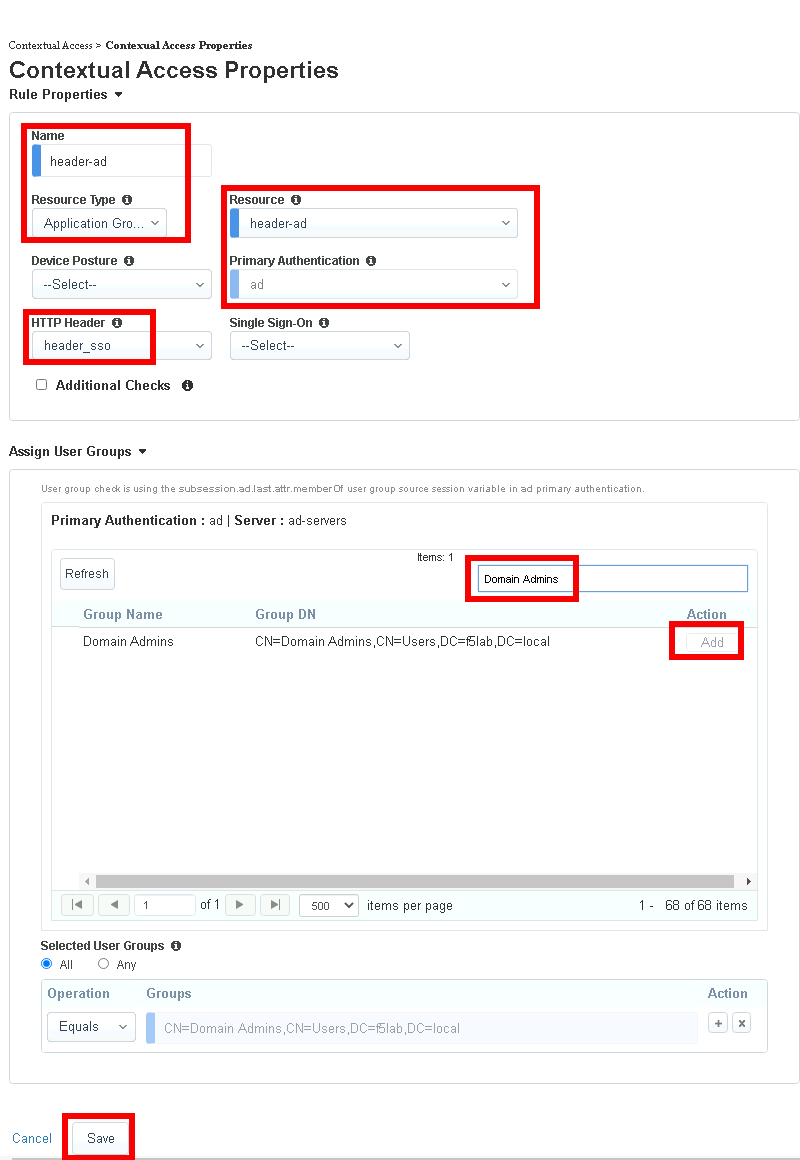 Contextual Access > Contexual Access Properties
Contextual Access Properties
Rule Properties
Name
header-ad
Resource Type
Resource
Application Gro...
header-ad
Device Posture
Primary Authentication
--Select--
ad
HTTP Header
Single Sign-On
header_sso
--Select--
Additional Checks
Assign User Groups
User group check is using the subsession.ad.last.attr.memberOf user group source session variable in ad primary authentication.
Primary Authentication : ad | Server : ad-servers
Items: 1
Refresh
Domain Admins
Group Name Group DN Action
Domain Admins CN=Domain Admins,CN=Users,DC=f5lab,DC=local Add
1 of 1 500 items per page 1 - 68 of 68 items
Selected User Groups
All Any
Operation Groups Action
Equals CN=Domain Admins,CN=Users,DC=f5lab,DC=local + x
Cancel Save